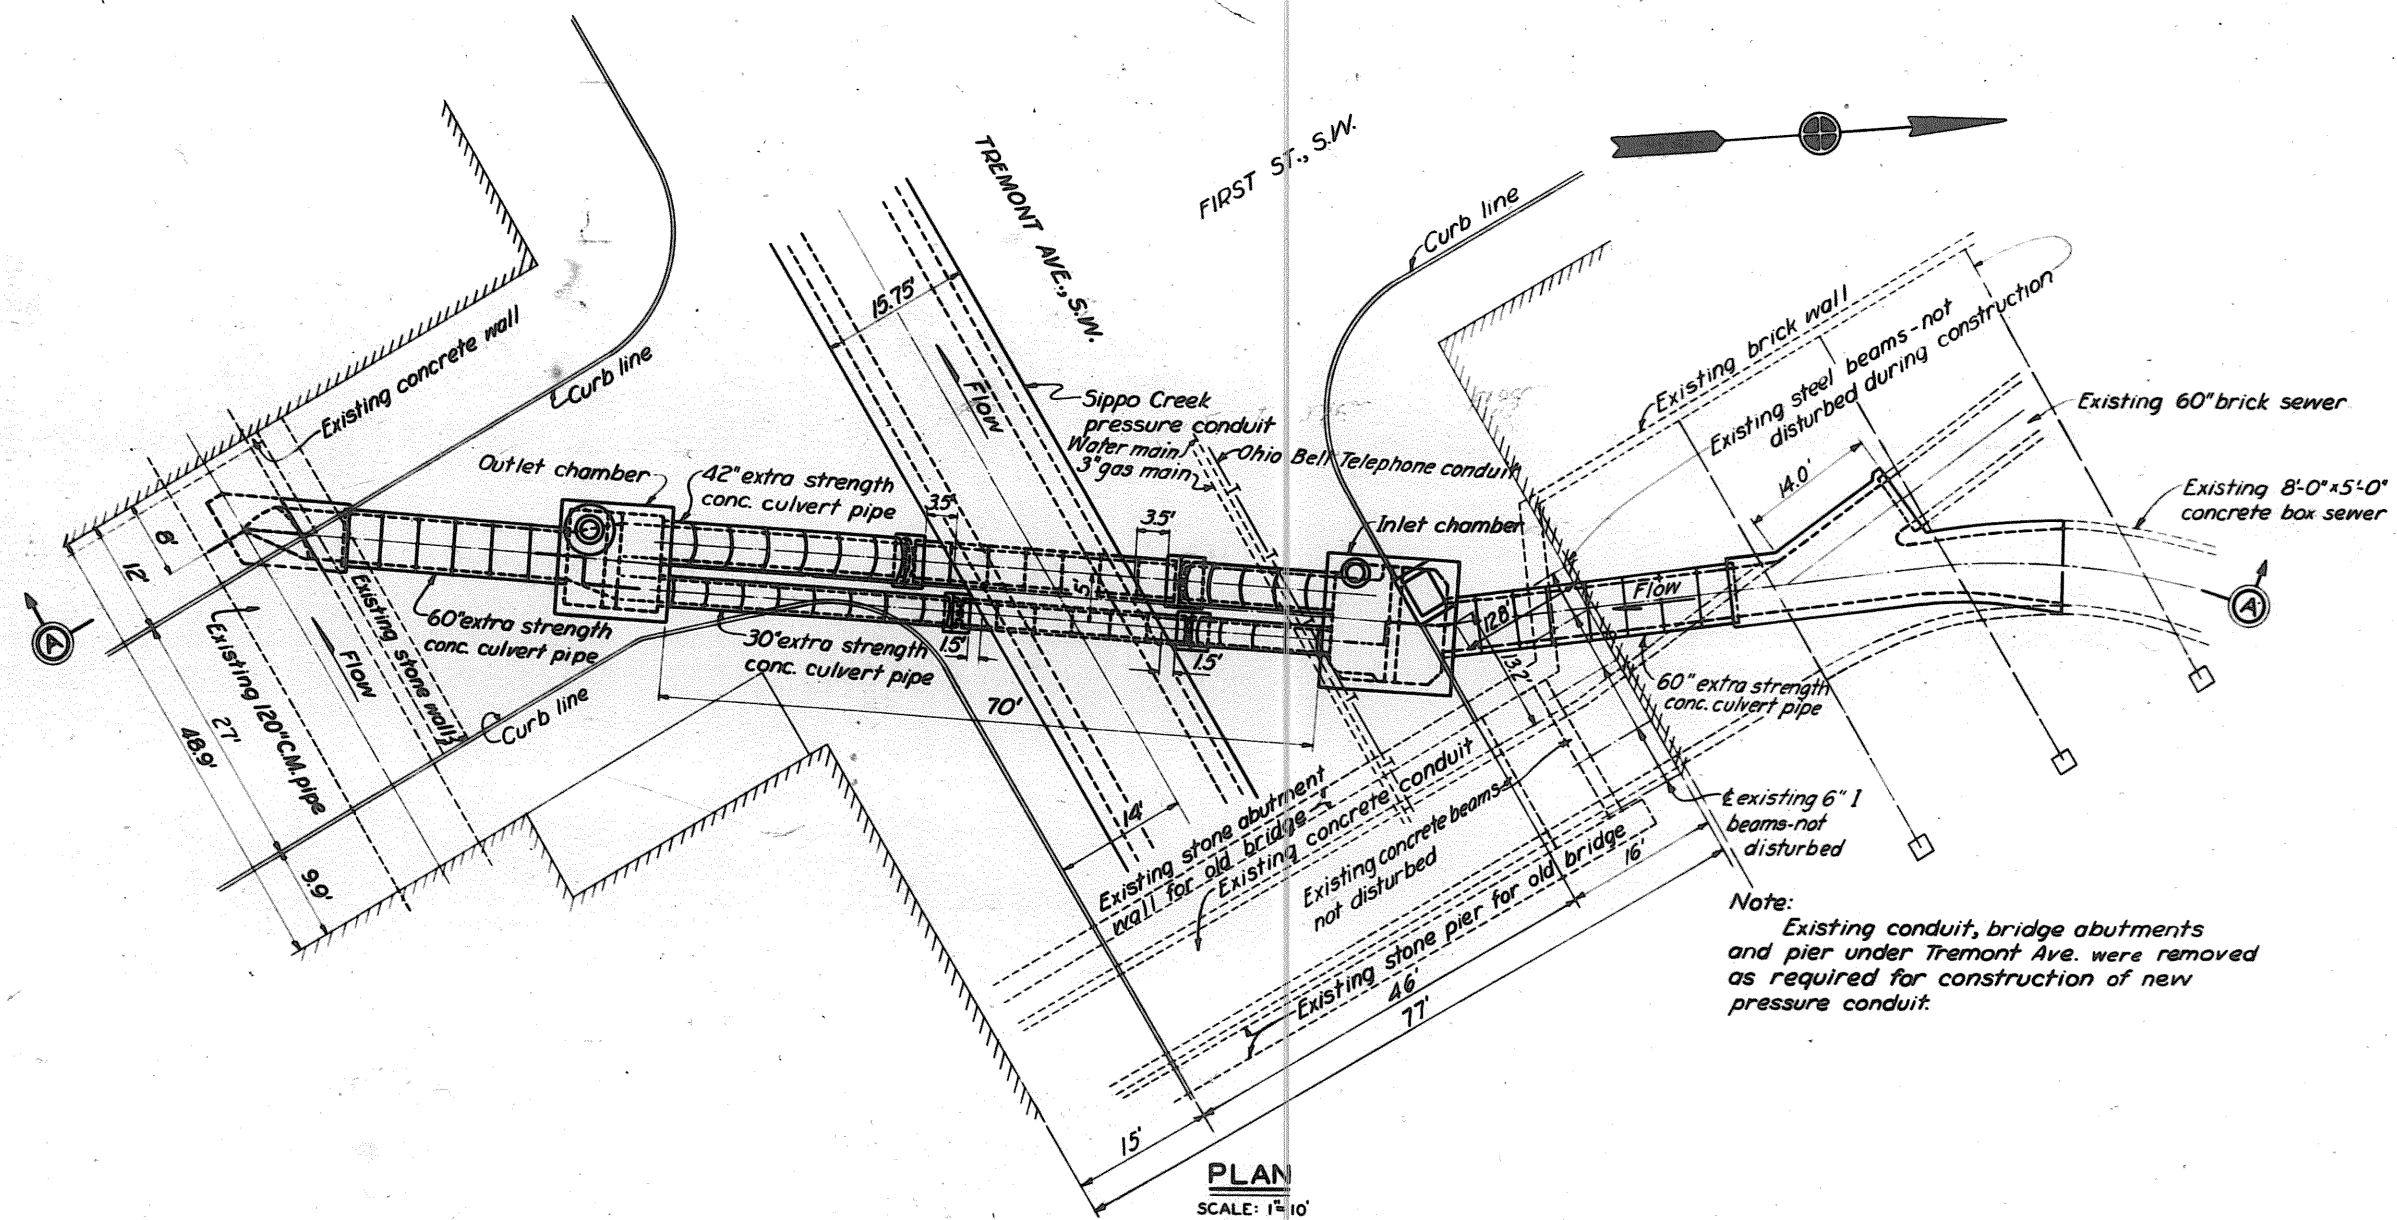 TREMONT AVE., S.W.
FIRST ST., S.W.
Curb line
Existing concrete wall
Curb line
15.75'
Flow
Sippo Creek
pressure conduit
Water main
3" gas main
Ohio Bell Telephone conduit
Existing brick wall
Existing steel beams-not
disturbed during construction
Existing 60" brick sewer
14.0'
Existing 8'-0" x 5'-0"
concrete box sewer
Outlet chamber
42" extra strength
conc. culvert pipe
3.5'
3.5'
Inlet chamber
8'
12'
A
60" extra strength
conc. culvert pipe
Existing stone wall
Existing 120" C.M. pipe
Flow
30" extra strength
conc. culvert pipe
1.5'
5'
1.5'
12.8'
13.2'
Flow
60" extra strength
conc. culvert pipe
A
Curb line
70'
27'
48.9'
9.9'
14'
Existing stone abutment
wall for old bridge
Existing concrete conduit
Existing concrete beams
not disturbed
℄ existing 6" I
beams-not
disturbed
16'
Existing stone pier for old bridge
46'
77'
15'
Note:
Existing conduit, bridge abutments
and pier under Tremont Ave. were removed
as required for construction of new
pressure conduit.
PLAN
SCALE: 1"=10'